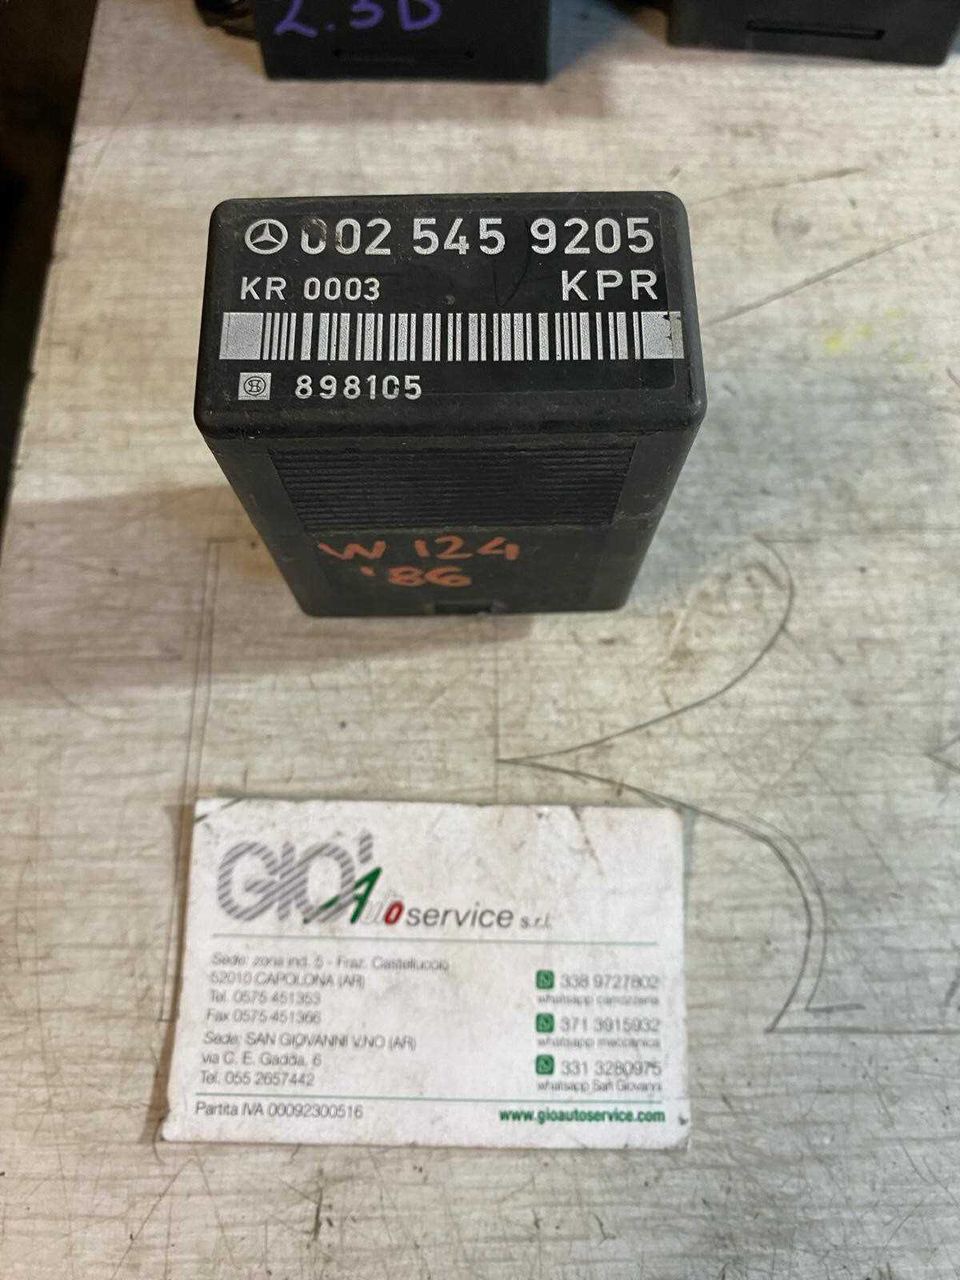 2.5D
002 545 9205
KR 0003 KPR
898105
W 124
'86
GIO' Auto service s.r.l.
Sede: zona ind. 5 - Fraz. Castelluccio
52010 CAPOLONA (AR)
Tel. 0575 451353
Fax 0575 451366
Sede: SAN GIOVANNI V.NO (AR)
via C. E. Gadda, 6
Tel. 055 2657442
338 9727802
whatsapp carrozzeria
371 3915932
whatsapp meccanica
331 3280975
whatsapp San Giovanni
Partita IVA 00092300516
www.gioautoservice.com